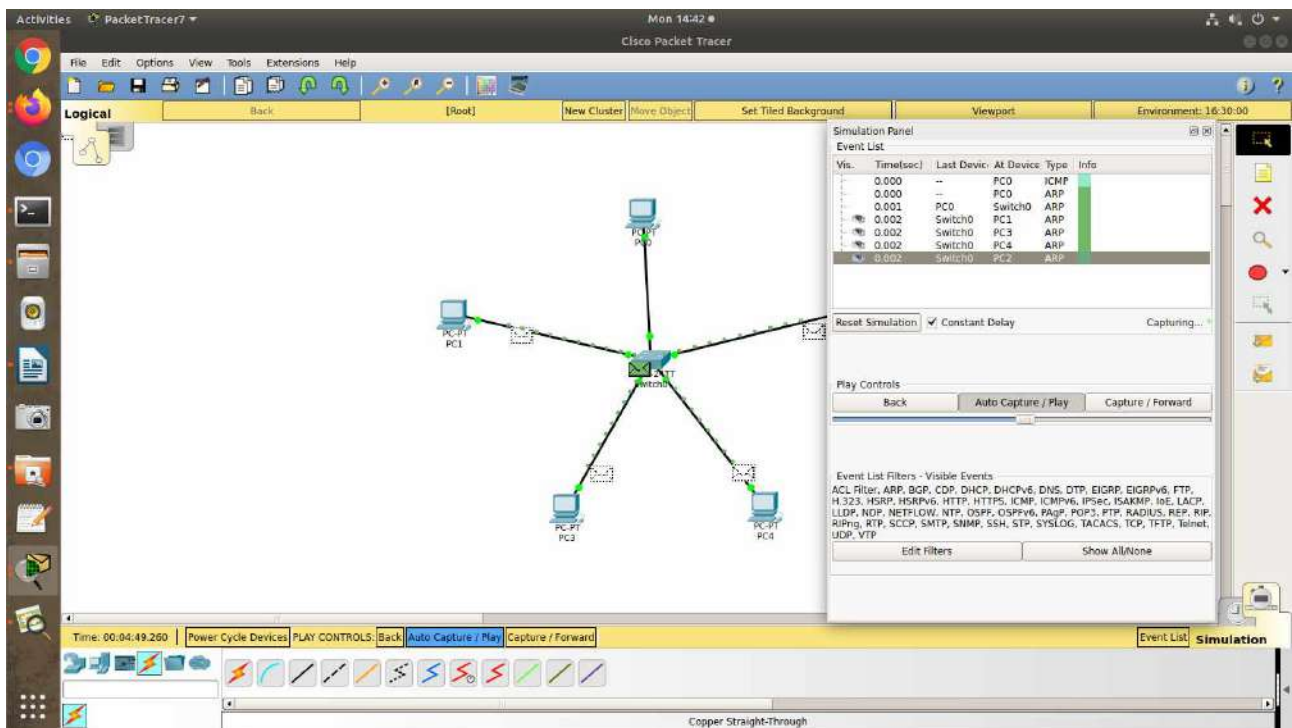 Activities PacketTracer7 Mon 14:42
Cisco Packet Tracer
File Edit Options View Tools Extensions Help
Logical Back [Root] New Cluster Move Object Set Tiled Background Viewport Environment: 16:30:00
Simulation Panel
Event List
Vis. Time(sec) Last Devic At Device Type Info
0.000 -- PC0 ICMP
0.000 -- PC0 ARP
0.001 PC0 Switch0 ARP
0.002 Switch0 PC1 ARP
0.002 Switch0 PC3 ARP
0.002 Switch0 PC4 ARP
0.002 Switch0 PC2 ARP
Reset Simulation Constant Delay Capturing...
Play Controls
Back Auto Capture / Play Capture / Forward
Event List Filters - Visible Events
ACL Filter, ARP, BGP, CDP, DHCP, DHCPv6, DNS, DTP, EIGRP, EIGRPv6, FTP,
H.323, HSRP, HSRPv6, HTTP, HTTPS, ICMP, ICMPv6, IPSec, ISAKMP, IoE, LACP,
LLDP, NDP, NETFLOW, NTP, OSPF, OSPFv6, PAgP, POP3, PTP, RADIUS, REP, RIP,
RIPng, RTP, SCCP, SMTP, SNMP, SSH, STP, SYSLOG, TACACS, TCP, TFTP, Telnet,
UDP, VTP
Edit Filters Show All/None
PC-PT
PC1
PC-PT
PC3
PC-PT
PC4
Time: 00:04:49.260 Power Cycle Devices PLAY CONTROLS: Back Auto Capture / Play Capture / Forward Event List Simulation
Copper Straight-Through